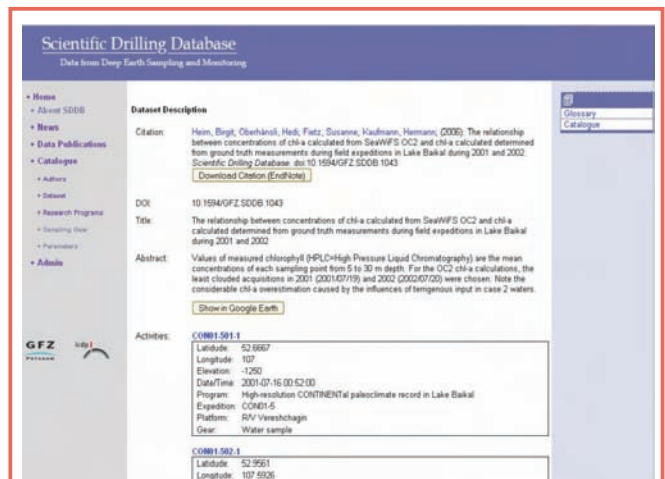 Scientific Drilling Database
Data from Deep Earth Sampling and Monitoring
• Home
• About SDDB
• News
• Data Publications
• Catalogue
• Authors
• Dataset
• Research Programs
• Sampling Gear
• Parameters
• Admin
GFZ
POTSDAM
icdp
Dataset Description
Citation: Heim, Birgit, Oberhänsli, Hedi, Fietz, Susanne, Kaufmann, Hermann; (2006): The relationship
between concentrations of chl-a calculated from SeaWiFS OC2 and chl-a calculated determined
from ground truth measurements during field expeditions in Lake Baikal during 2001 and 2002.
Scientific Drilling Database. doi:10.1594/GFZ.SDDB.1043
Download Citation (EndNote)
DOI: 10.1594/GFZ.SDDB.1043
Title: The relationship between concentrations of chl-a calculated from SeaWiFS OC2 and chl-a
calculated determined from ground truth measurements during field expeditions in Lake Baikal
during 2001 and 2002
Abstract: Values of measured chlorophyll (HPLC=High Pressure Liquid Chromatography) are the mean
concentrations of each sampling point from 5 to 30 m depth. For the OC2 chl-a calculations, the
least clouded acquisitions in 2001 (2001/07/19) and 2002 (2002/07/20) were chosen. Note the
considerable chl-a overestimation caused by the influences of terrigenous input in case 2 waters.
Show in Google Earth
Activities: CON01-501-1
Latidude: 52.6667
Longitude: 107
Elevation: -1250
Date/Time: 2001-07-16 00:52:00
Program: High-resolution CONTINENTal paleoclimate record in Lake Baikal
Expedition: CON01-5
Platform: R/V Vereshchagin
Gear: Water sample
CON01-502-1
Latidude: 52.9561
Longitude: 107.5926
Glossary
Catalogue